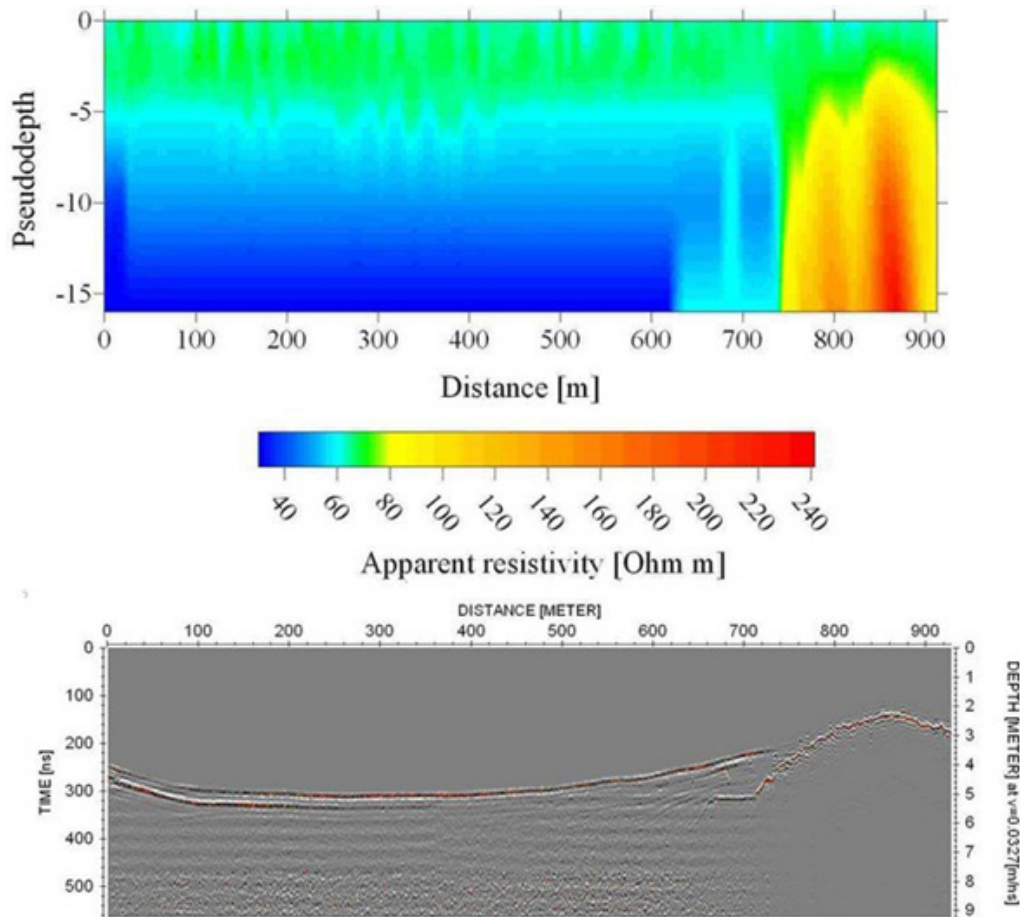 0
-5
-10
-15
Pseudodepth
0 100 200 300 400 500 600 700 800 900
Distance [m]
40 60 80 100 120 140 160 180 200 220 240
Apparent resistivity [Ohm m]
DISTANCE [METER]
0 100 200 300 400 500 600 700 800 900
0
100
200
300
400
500
TIME [ns]
0
1
2
3
4
5
6
7
8
9
DEPTH [METER] at v=0.0327[m/ns]